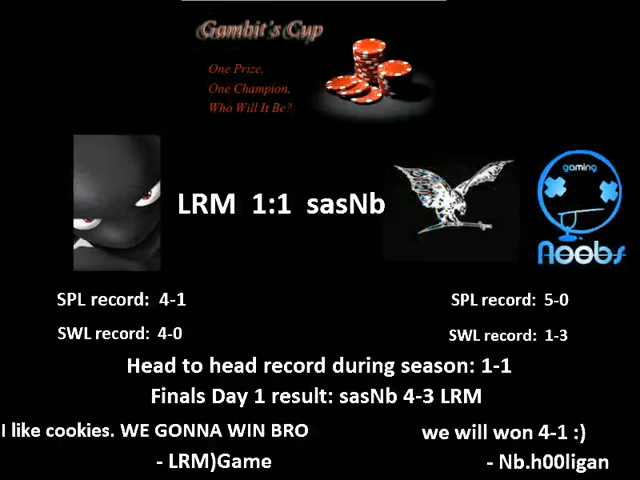 Gambit's Cup
One Prize,
One Champion,
Who Will It Be?
LRM 1:1 sasNb
gaming
Noobs
SPL record: 4-1
SPL record: 5-0
SWL record: 4-0
SWL record: 1-3
Head to head record during season: 1-1
Finals Day 1 result: sasNb 4-3 LRM
I like cookies. WE GONNA WIN BRO
we will won 4-1 :)
- LRM)Game
- Nb.h00ligan